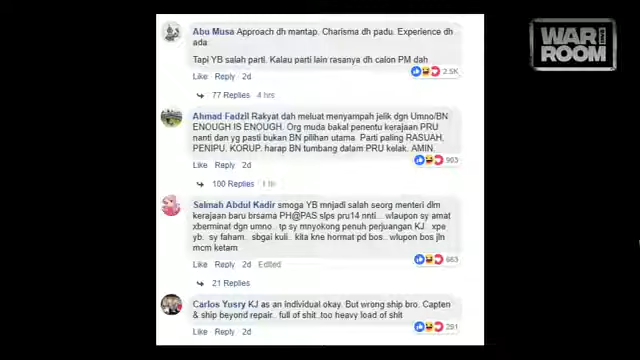 WAR
ROOM
Abu Musa Approach dh mantap. Charisma dh padu. Experience dh
ada
Tapi YB salah parti. Kalau parti lain rasanya dh calon PM dah
2.5K
Like Reply 2d
77 Replies 4 hrs
Ahmad Fadzil Rakyat dah meluat menyampah jelik dgn Umno/BN
ENOUGH IS ENOUGH. Org muda bakal penentu kerajaan PRU
nanti dan yg pasti bukan BN pilihan utama. Parti paling RASUAH,
PENIPU, KORUP. harap BN tumbang dalam PRU kelak. AMIN.
903
Like Reply 2d
100 Replies
Salmah Abdul Kadir smoga YB mnjadi salah seorg menteri dlm
kerajaan baru brsama PH@PAS slps pru14 nnti... wlaupon sy amat
xberminat dgn umno.. tp sy mnyokong penuh perjuangan KJ.. xpe
yb.. sy faham.. sbgai kuli.. kita kne hormat pd bos.. wlupon bos jln
mcm ketam
663
Like Reply 2d Edited
21 Replies
Carlos Yusry KJ as an individual okay. But wrong ship bro. Capten
& ship beyond repair.. full of shit..too heavy load of shit
291
Like Reply 2d